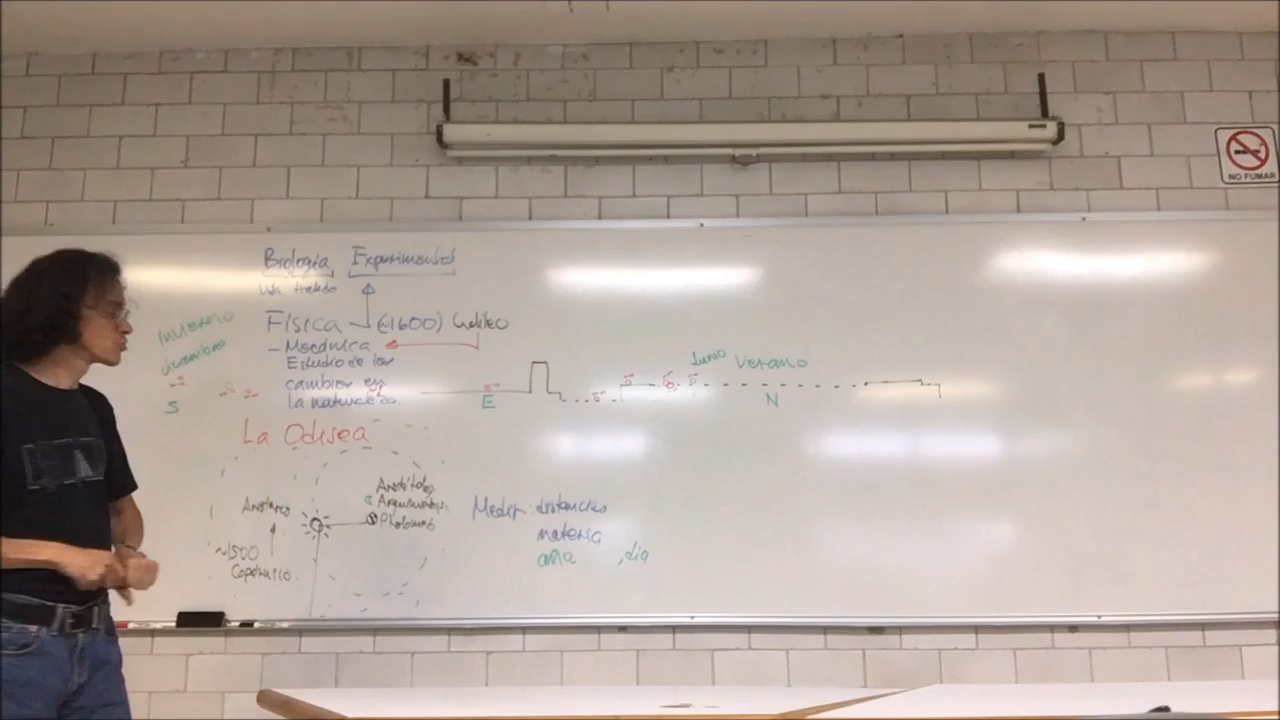 NO FUMAR
Biología Experimental
Un tratado
Física (~1600) Galileo
- Mecánica
Estudio de los
cambios en
la naturaleza.
Invierno
diciembre
S
E
Junio Verano
N
La Odisea
Aristarco
~1500
Copérnico
Aristóteles
Ptolomeo
Medir distancias
materia
año , día